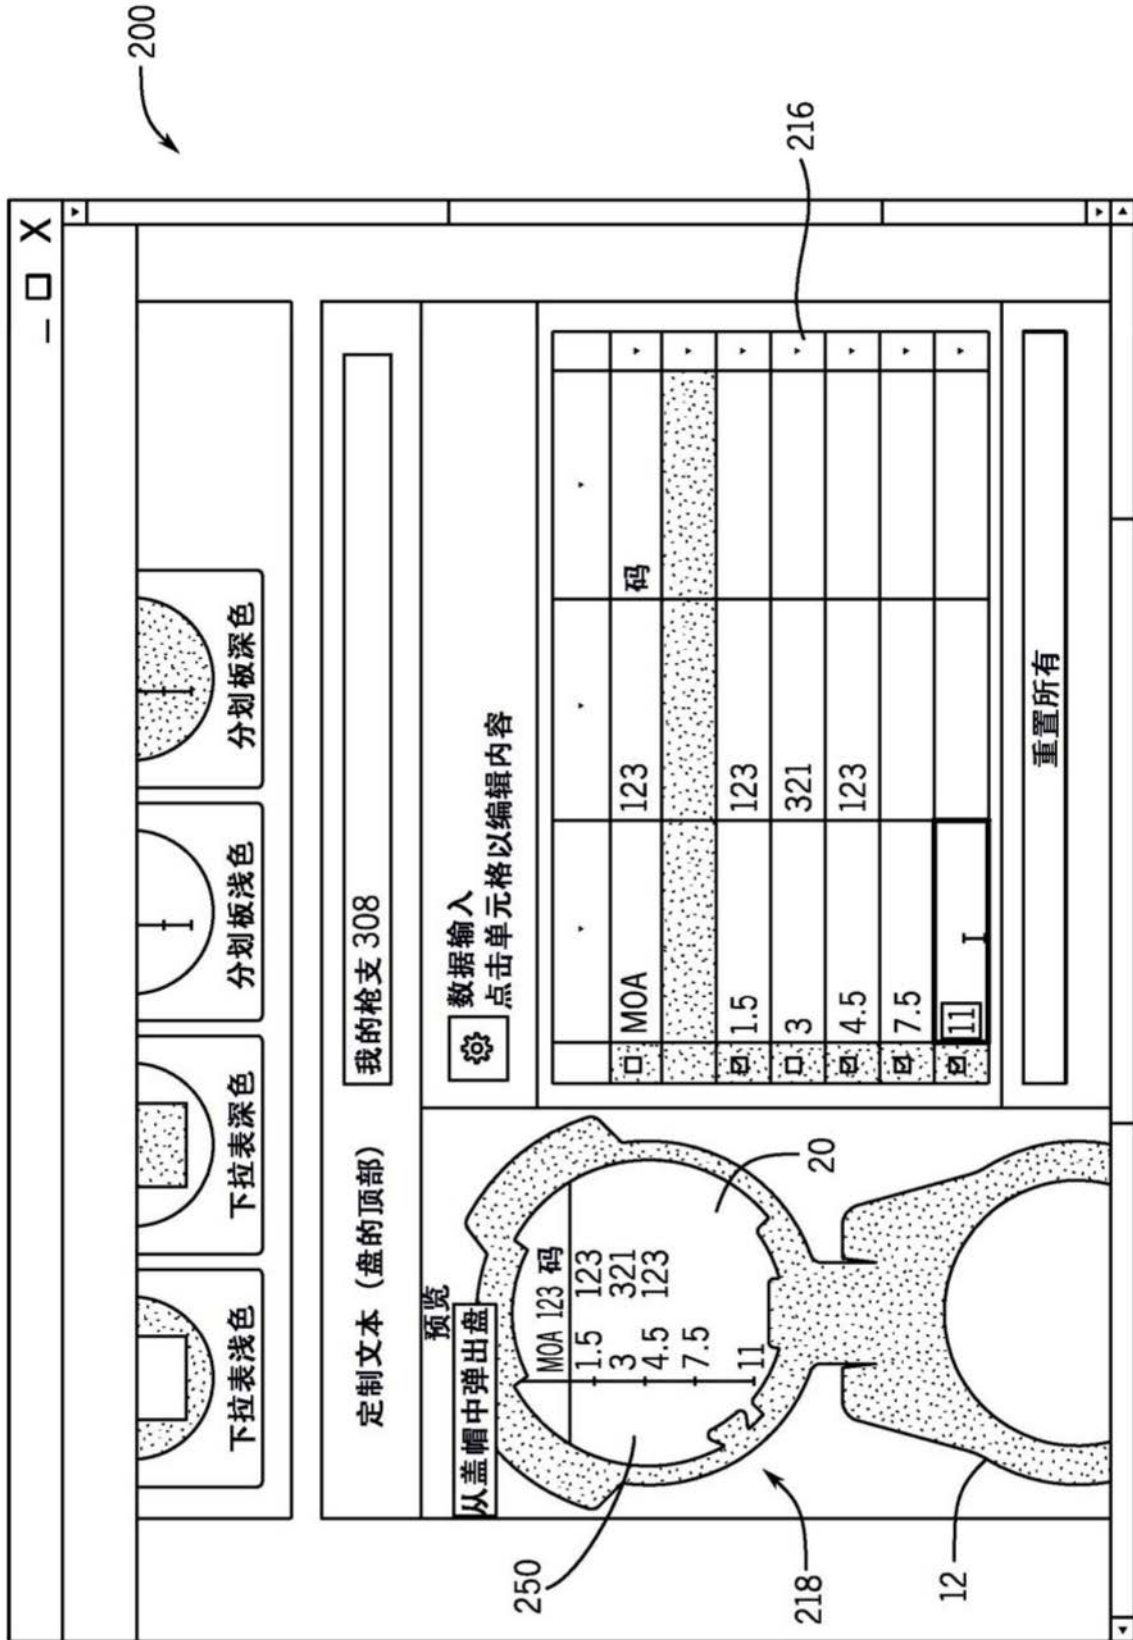 200
— □ X
下拉表浅色 下拉表深色 分划板浅色 分划板深色
定制文本（盘的顶部） 我的枪支 308
预览
从盖帽中弹出盘
数据输入
点击单元格以编辑内容
MOA 123 码
1.5 123
3 321
4.5 123
7.5
11
MOA 123 码
1.5 123
3 321
4.5 123
7.5
11
重置所有
250
218
12
20
216